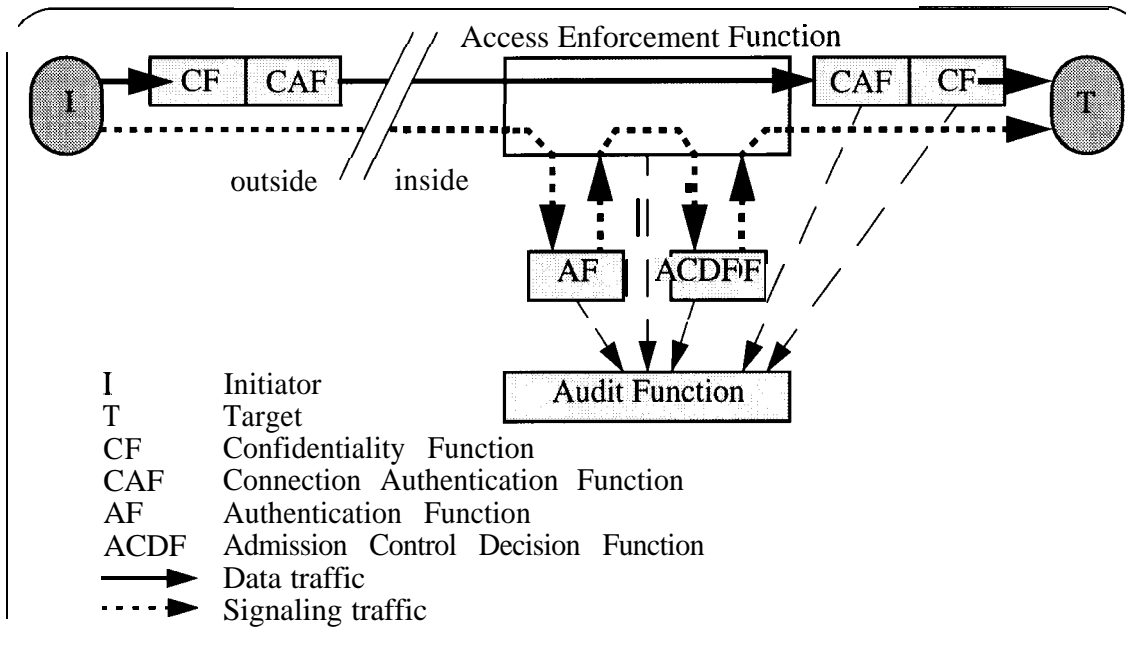 Access Enforcement Function
I CF CAF CAF CF T
outside inside
AF ACDF
Audit Function
I Initiator
T Target
CF Confidentiality Function
CAF Connection Authentication Function
AF Authentication Function
ACDF Admission Control Decision Function
Data traffic
Signaling traffic